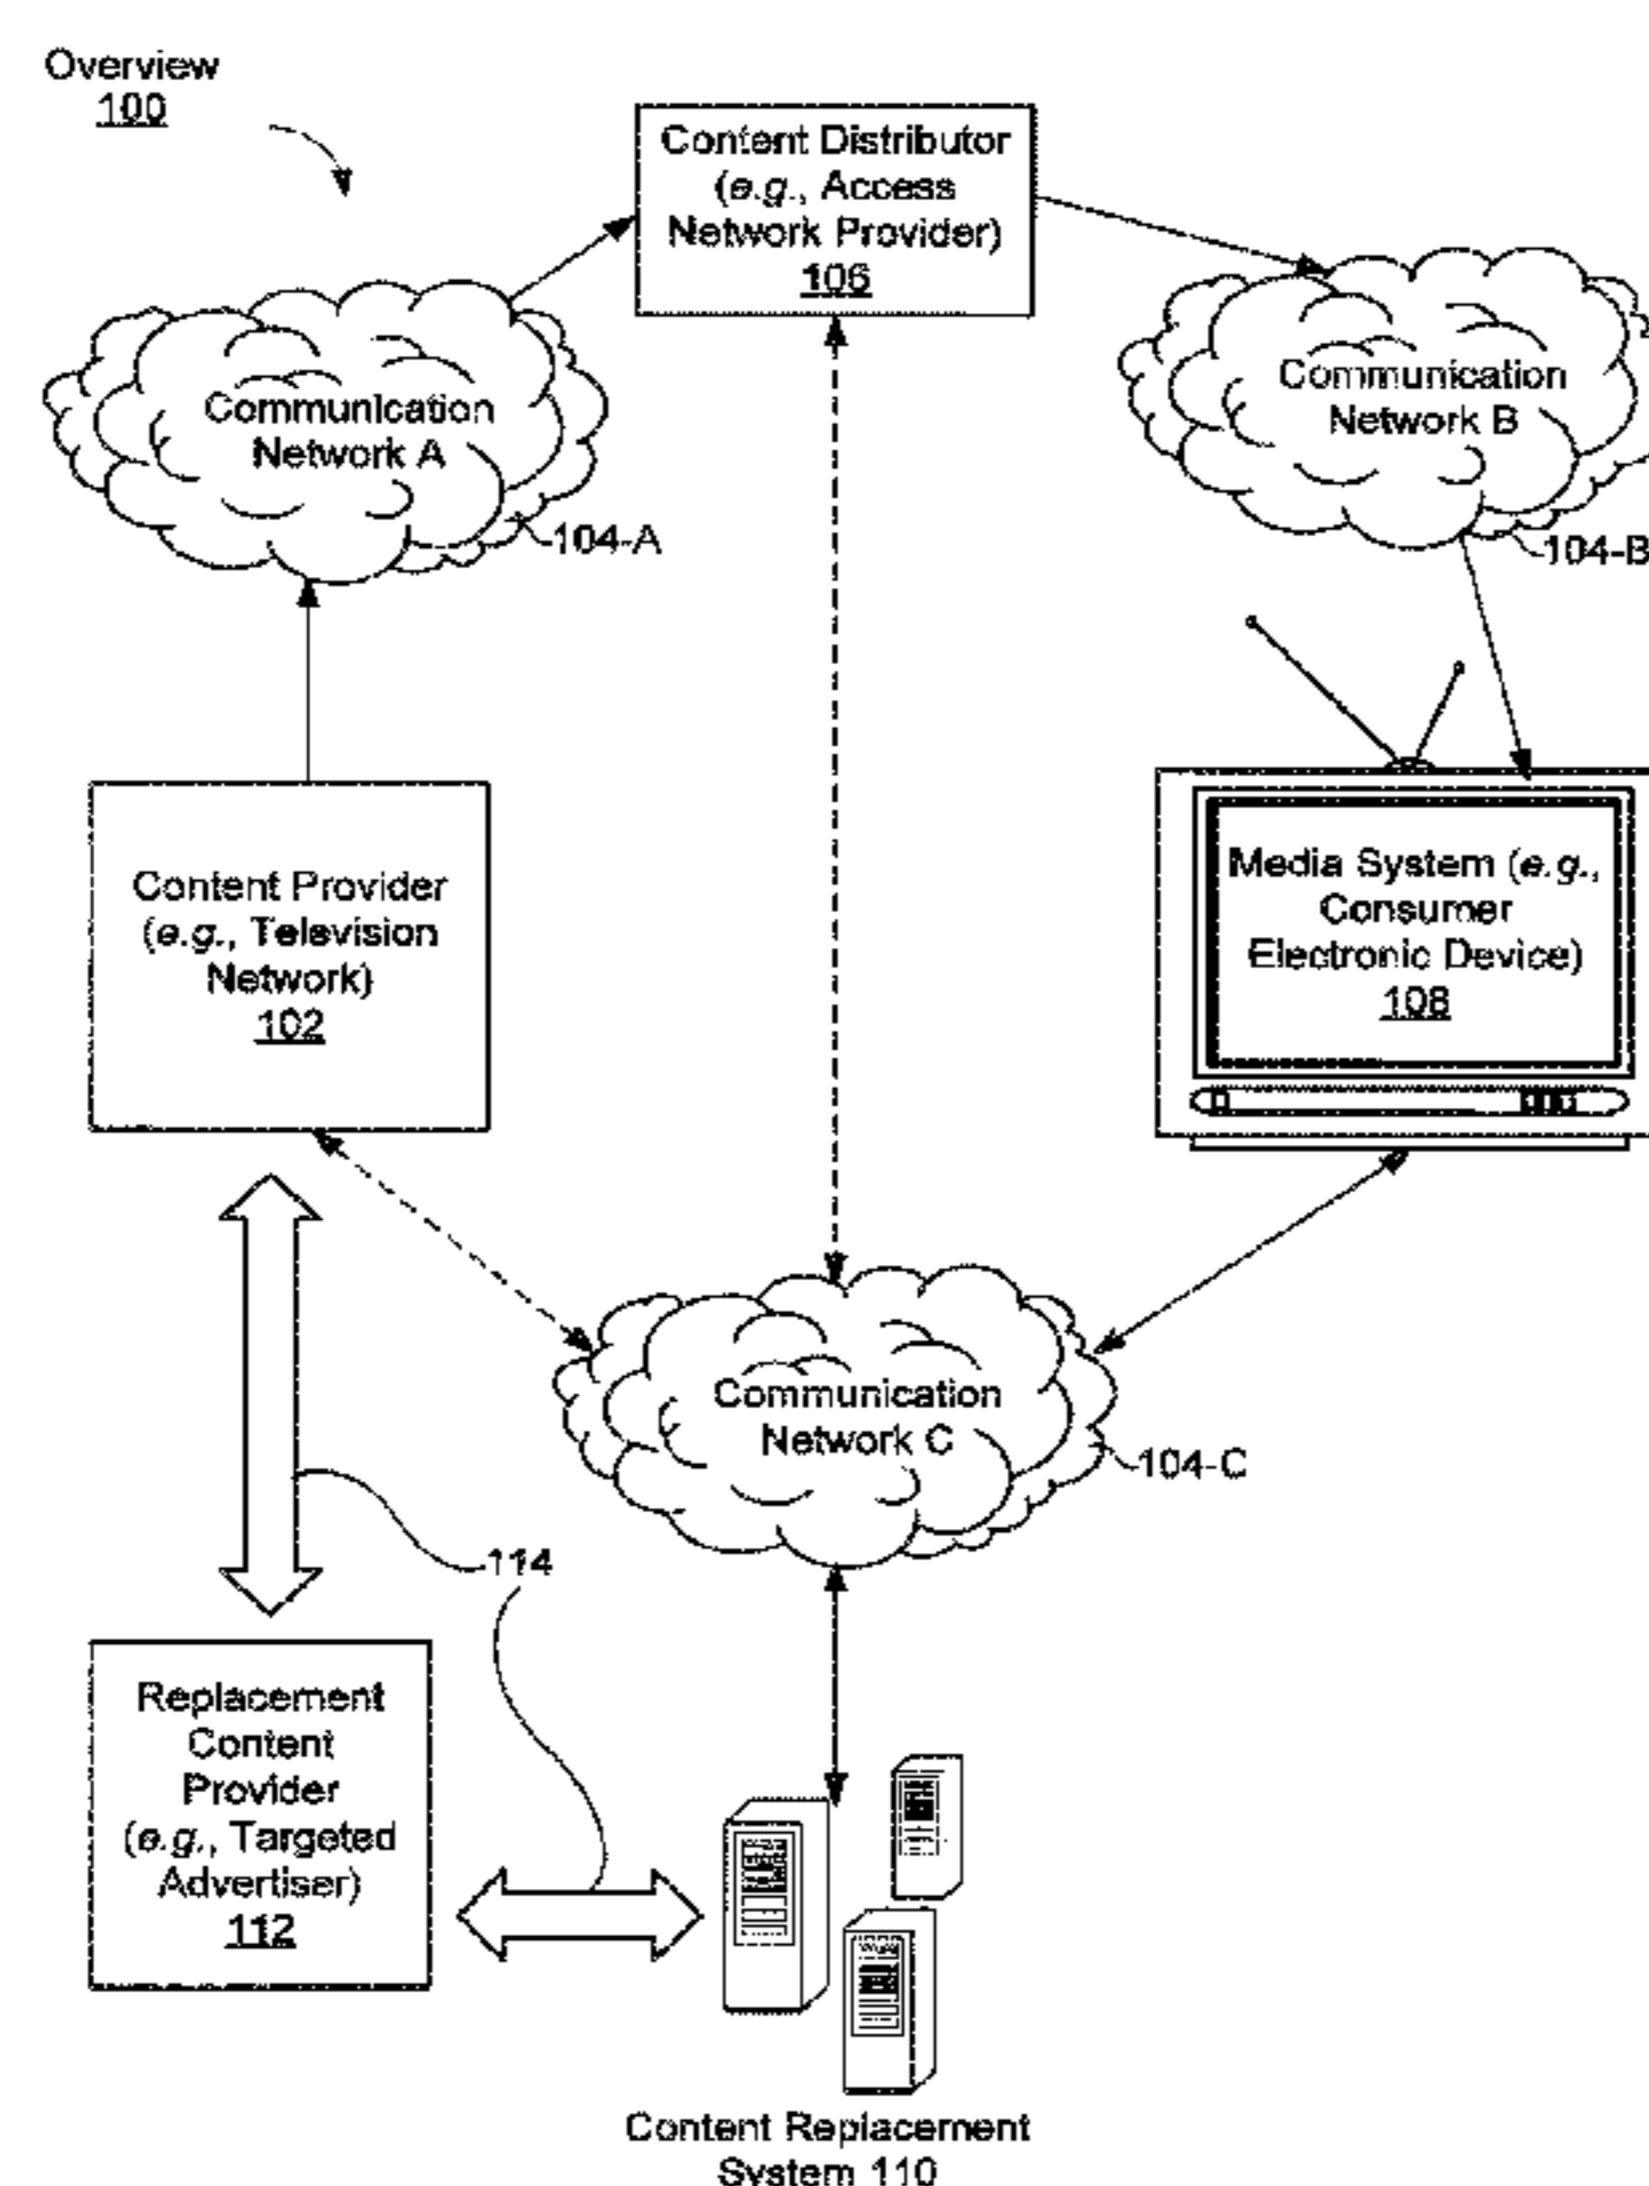 Overview
100
Content Distributor
(e.g., Access
Network Provider)
106
Communication
Network A
104-A
Communication
Network B
104-B
Content Provider
(e.g., Television
Network)
102
Media System (e.g.,
Consumer
Electronic Device)
108
Communication
Network C
104-C
114
Replacement
Content
Provider
(e.g., Targeted
Advertiser)
112
Content Replacement
System 110